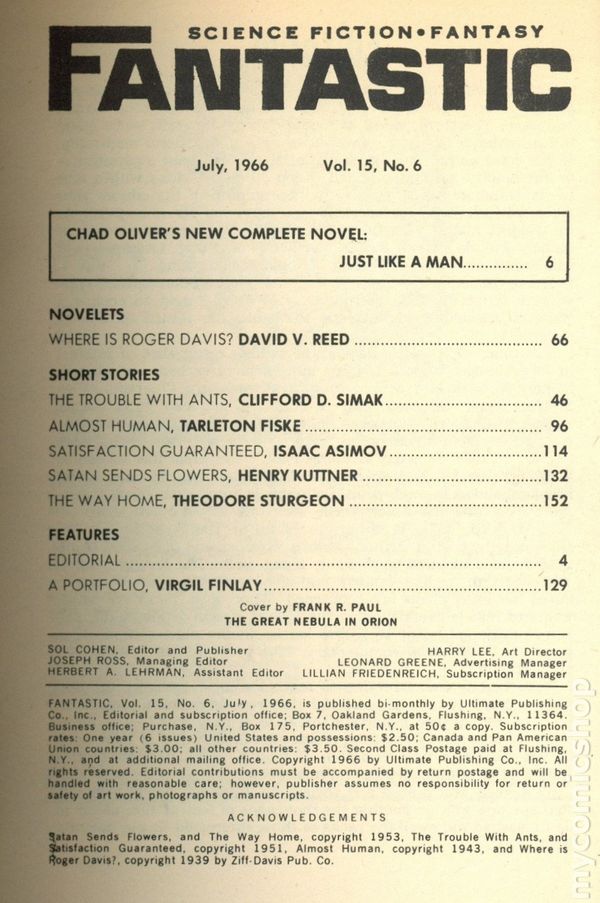 SCIENCE FICTION•FANTASY
FANTASTIC
July, 1966 Vol. 15, No. 6
CHAD OLIVER'S NEW COMPLETE NOVEL:
JUST LIKE A MAN............... 6
NOVELETS
WHERE IS ROGER DAVIS? DAVID V. REED ........................................ 66
SHORT STORIES
THE TROUBLE WITH ANTS, CLIFFORD D. SIMAK................................. 46
ALMOST HUMAN, TARLETON FISKE ................................................... 96
SATISFACTION GUARANTEED, ISAAC ASIMOV ................................114
SATAN SENDS FLOWERS, HENRY KUTTNER ......................................132
THE WAY HOME, THEODORE STURGEON .........................................152
FEATURES
EDITORIAL ......................................................................................... 4
A PORTFOLIO, VIRGIL FINLAY...........................................................129
Cover by FRANK R. PAUL
THE GREAT NEBULA IN ORION
SOL COHEN, Editor and Publisher HARRY LEE, Art Director
JOSEPH ROSS, Managing Editor LEONARD GREENE, Advertising Manager
HERBERT A. LEHRMAN, Assistant Editor LILLIAN FRIEDENREICH, Subscription Manager
FANTASTIC, Vol. 15, No. 6, July, 1966, is published bi-monthly by Ultimate Publishing
Co., Inc., Editorial and subscription office; Box 7, Oakland Gardens, Flushing, N.Y., 11364.
Business office; Purchase, N.Y., Box 175, Portchester, N.Y., at 50¢ a copy. Subscription
rates: One year (6 issues) United States and possessions: $2.50; Canada and Pan American
Union countries: $3.00; all other countries: $3.50. Second Class Postage paid at Flushing,
N.Y., and at additional mailing office. Copyright 1966 by Ultimate Publishing Co., Inc. All
rights reserved. Editorial contributions must be accompanied by return postage and will be
handled with reasonable care; however, publisher assumes no responsibility for return or
safety of art work, photographs or manuscripts.
ACKNOWLEDGEMENTS
Satan Sends Flowers, and The Way Home, copyright 1953, The Trouble With Ants, and
Satisfaction Guaranteed, copyright 1951, Almost Human, copyright 1943, and Where is
Roger Davis?, copyright 1939 by Ziff-Davis Pub. Co.
mycomicshop